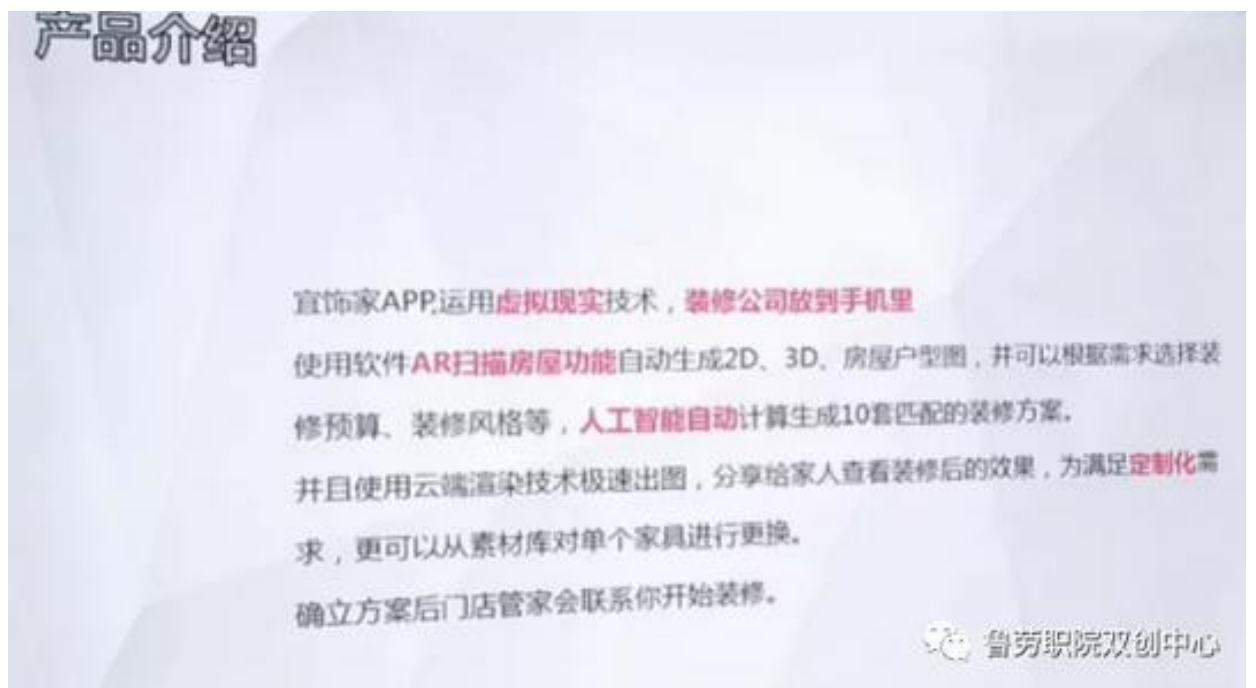 产品介绍
宜饰家APP,运用虚拟现实技术，装修公司放到手机里
使用软件AR扫描房屋功能自动生成2D、3D、房屋户型图，并可以根据需求选择装
修预算、装修风格等，人工智能自动计算生成10套匹配的装修方案。
并且使用云端渲染技术极速出图，分享给家人查看装修后的效果，为满足定制化需
求，更可以从素材库对单个家具进行更换。
确立方案后门店管家会联系你开始装修。
鲁劳职院双创中心